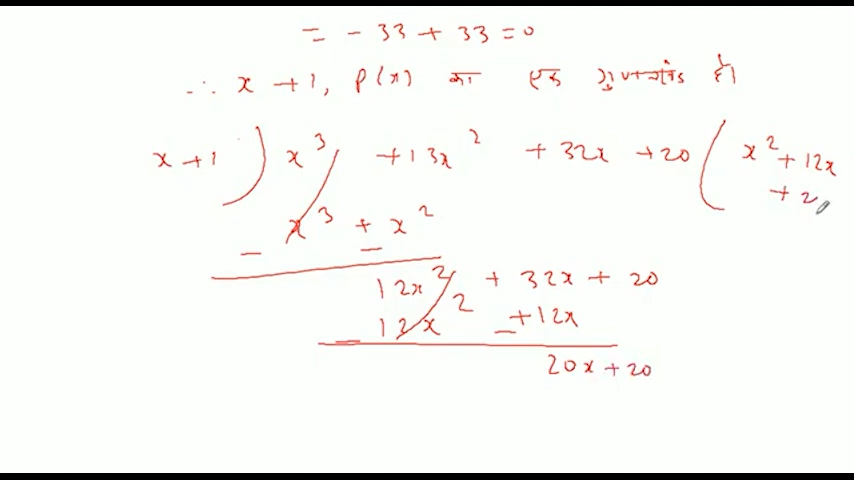 = - 33 + 33 = 0
∴ x + 1, P(x) का एक गुणनखंड है।
x + 1 ) x³ + 13x² + 32x + 20 ( x² + 12x
+ 2
- x³ + x²
-
12x² + 32x + 20
- 12x² + 12x
-
20x + 20